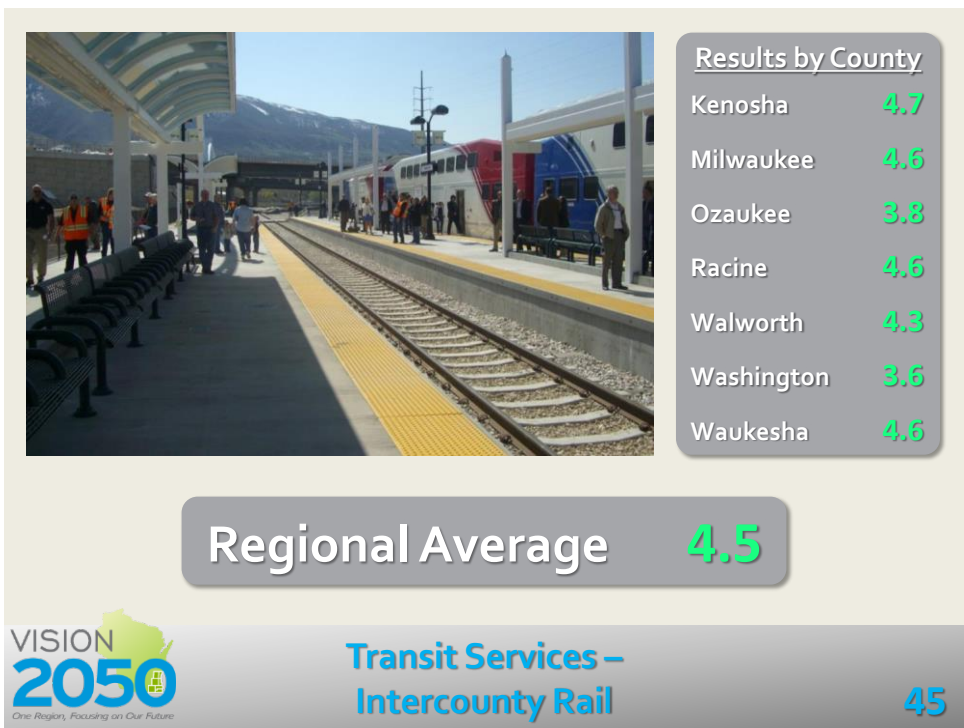 Results by County
Kenosha 4.7
Milwaukee 4.6
Ozaukee 3.8
Racine 4.6
Walworth 4.3
Washington 3.6
Waukesha 4.6
Regional Average 4.5
VISION
2050
One Region, Focusing on Our Future
Transit Services –
Intercounty Rail
45